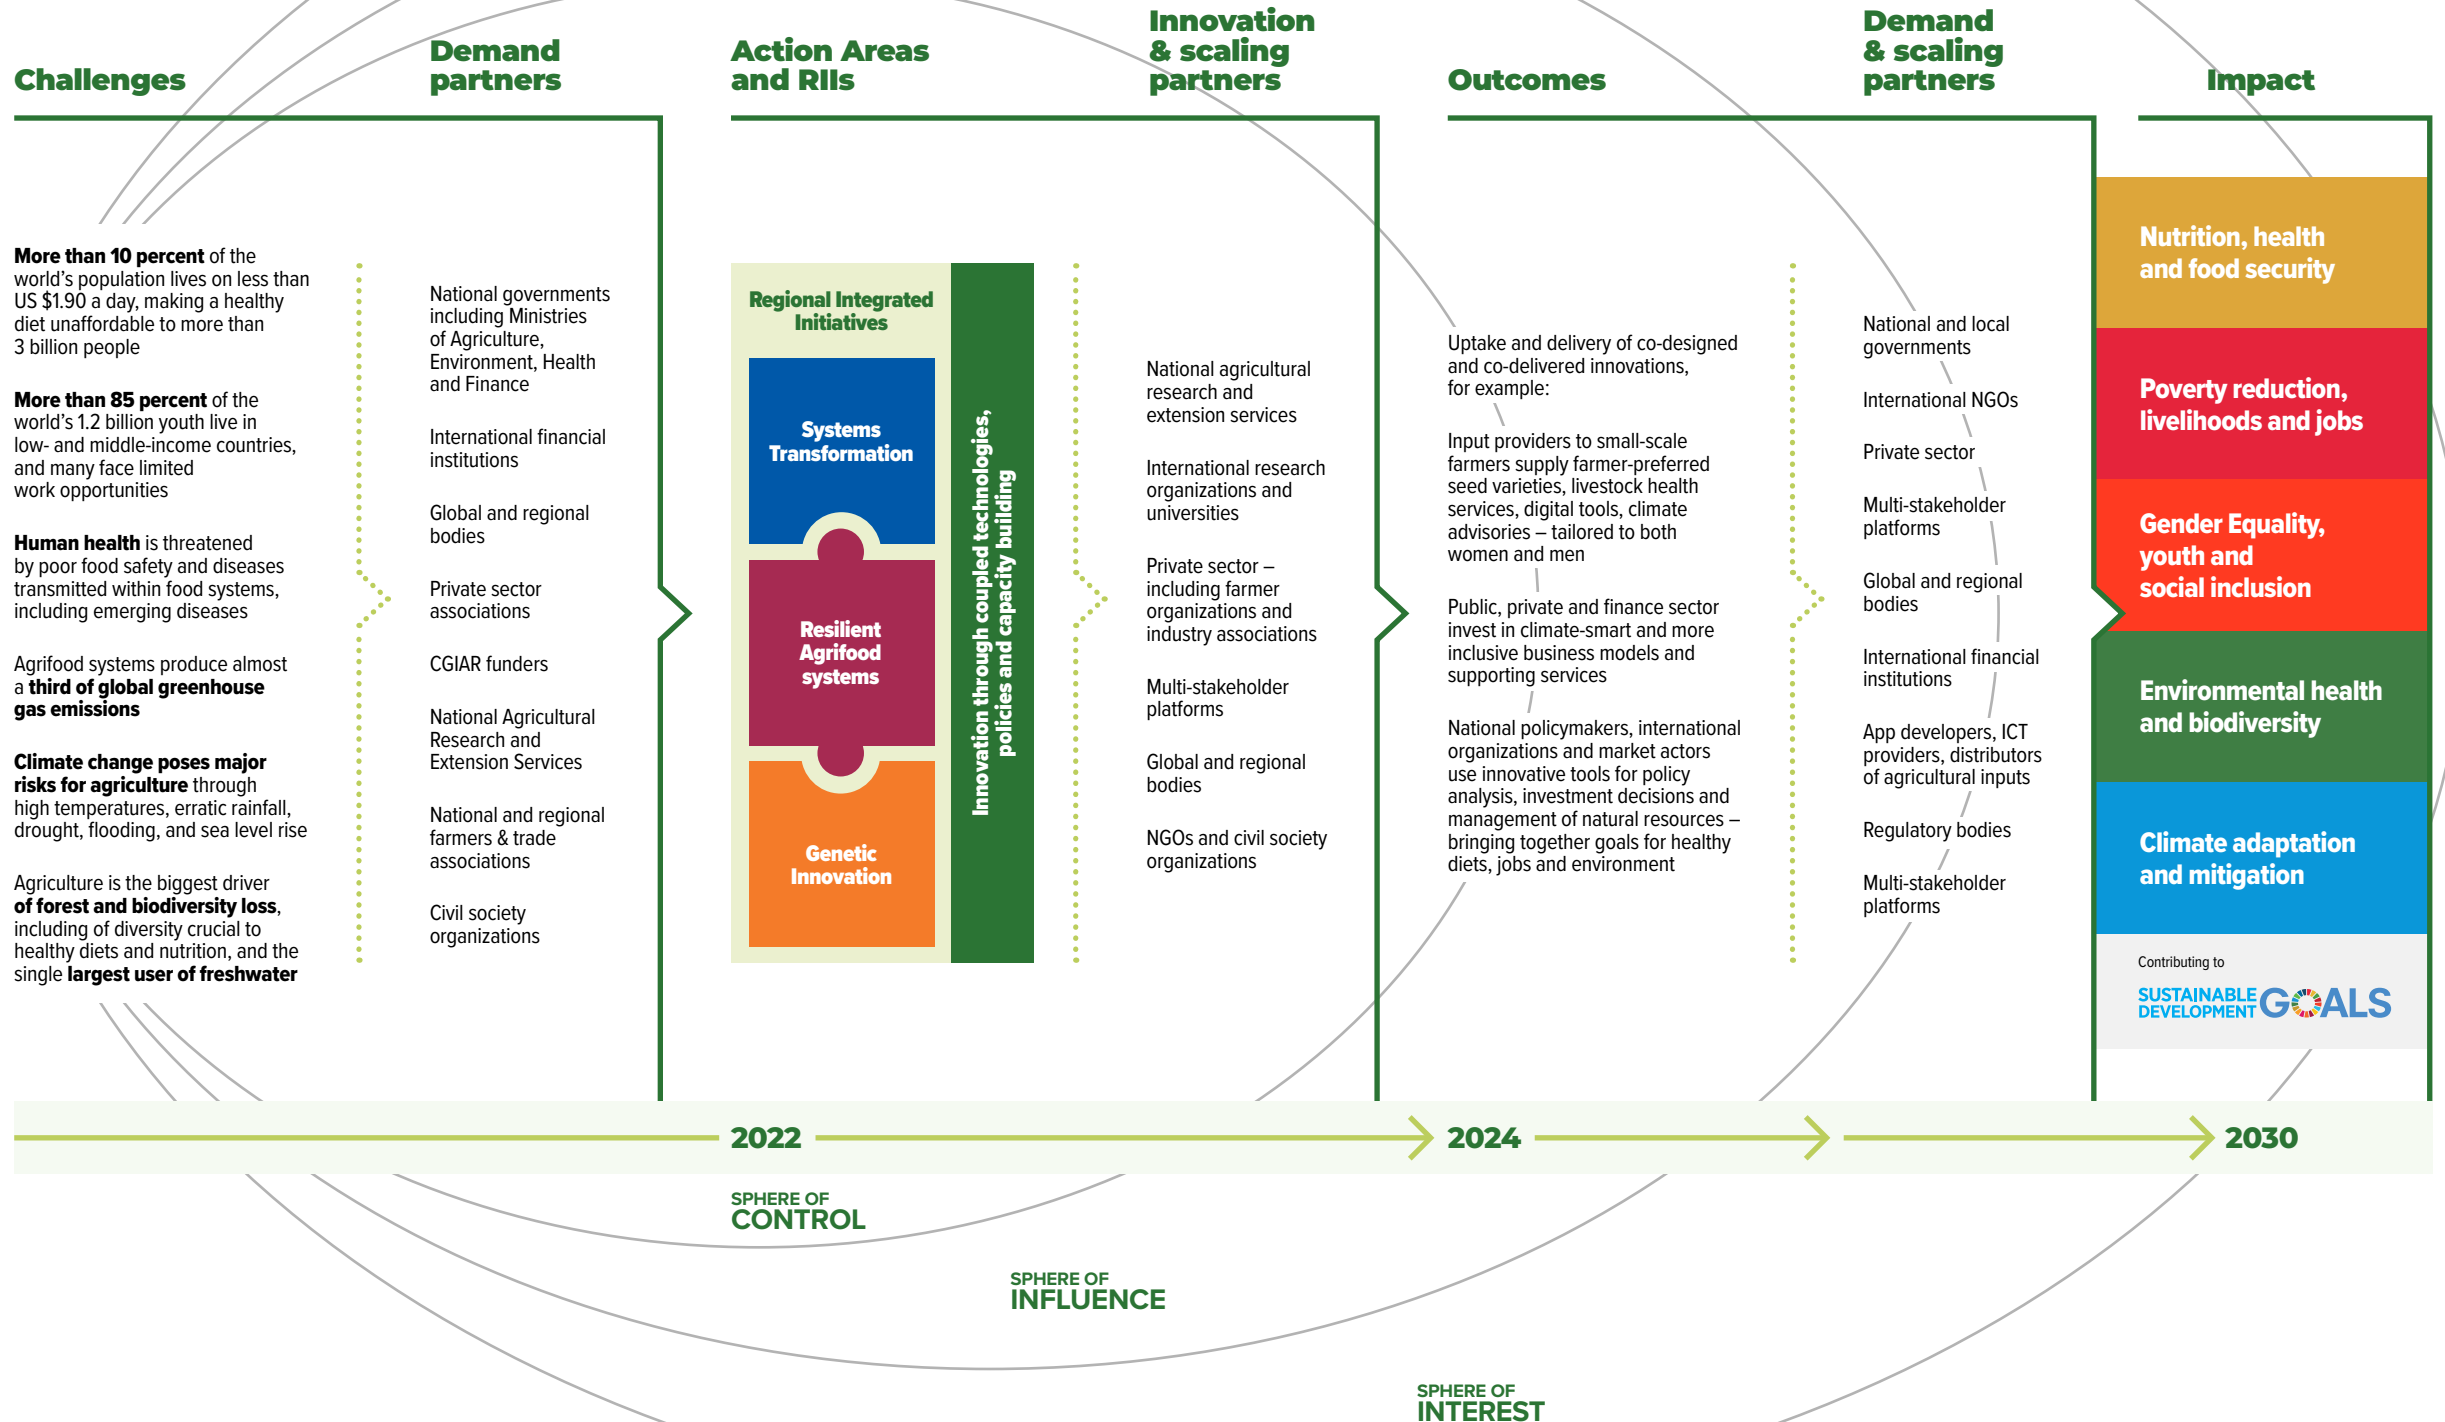 Challenges
More than 10 percent of the
world's population lives on less than
US $1.90 a day, making a healthy
diet unaffordable to more than
3 billion people
More than 85 percent of the
world's 1.2 billion youth live in
low- and middle-income countries,
and many face limited
work opportunities
Human health is threatened
by poor food safety and diseases
transmitted within food systems,
including emerging diseases
Agrifood systems produce almost
a third of global greenhouse
gas emissions
Climate change poses major
risks for agriculture through
high temperatures, erratic rainfall,
drought, flooding, and sea level rise
Agriculture is the biggest driver
of forest and biodiversity loss,
including of diversity crucial to
healthy diets and nutrition, and the
single largest user of freshwater
Demand
partners
National governments
including Ministries
of Agriculture,
Environment, Health
and Finance
International financial
institutions
Global and regional
bodies
Private sector
associations
CGIAR funders
National Agricultural
Research and
Extension Services
National and regional
farmers & trade
associations
Civil society
organizations
Action Areas
and RIIs
Regional Integrated
Initiatives
Systems
Transformation
Resilient
Agrifood
systems
Genetic
Innovation
Innovation through coupled technologies,
policies and capacity building
Innovation
& scaling
partners
National agricultural
research and
extension services
International research
organizations and
universities
Private sector –
including farmer
organizations and
industry associations
Multi-stakeholder
platforms
Global and regional
bodies
NGOs and civil society
organizations
Outcomes
Uptake and delivery of co-designed
and co-delivered innovations,
for example:
Input providers to small-scale
farmers supply farmer-preferred
seed varieties, livestock health
services, digital tools, climate
advisories – tailored to both
women and men
Public, private and finance sector
invest in climate-smart and more
inclusive business models and
supporting services
National policymakers, international
organizations and market actors
use innovative tools for policy
analysis, investment decisions and
management of natural resources –
bringing together goals for healthy
diets, jobs and environment
Demand
& scaling
partners
National and local
governments
International NGOs
Private sector
Multi-stakeholder
platforms
Global and regional
bodies
International financial
institutions
App developers, ICT
providers, distributors
of agricultural inputs
Regulatory bodies
Multi-stakeholder
platforms
Impact
Nutrition, health
and food security
Poverty reduction,
livelihoods and jobs
Gender Equality,
youth and
social inclusion
Environmental health
and biodiversity
Climate adaptation
and mitigation
Contributing to
SUSTAINABLE
DEVELOPMENT GOALS
2022
2024
2030
SPHERE OF
CONTROL
SPHERE OF
INFLUENCE
SPHERE OF
INTEREST